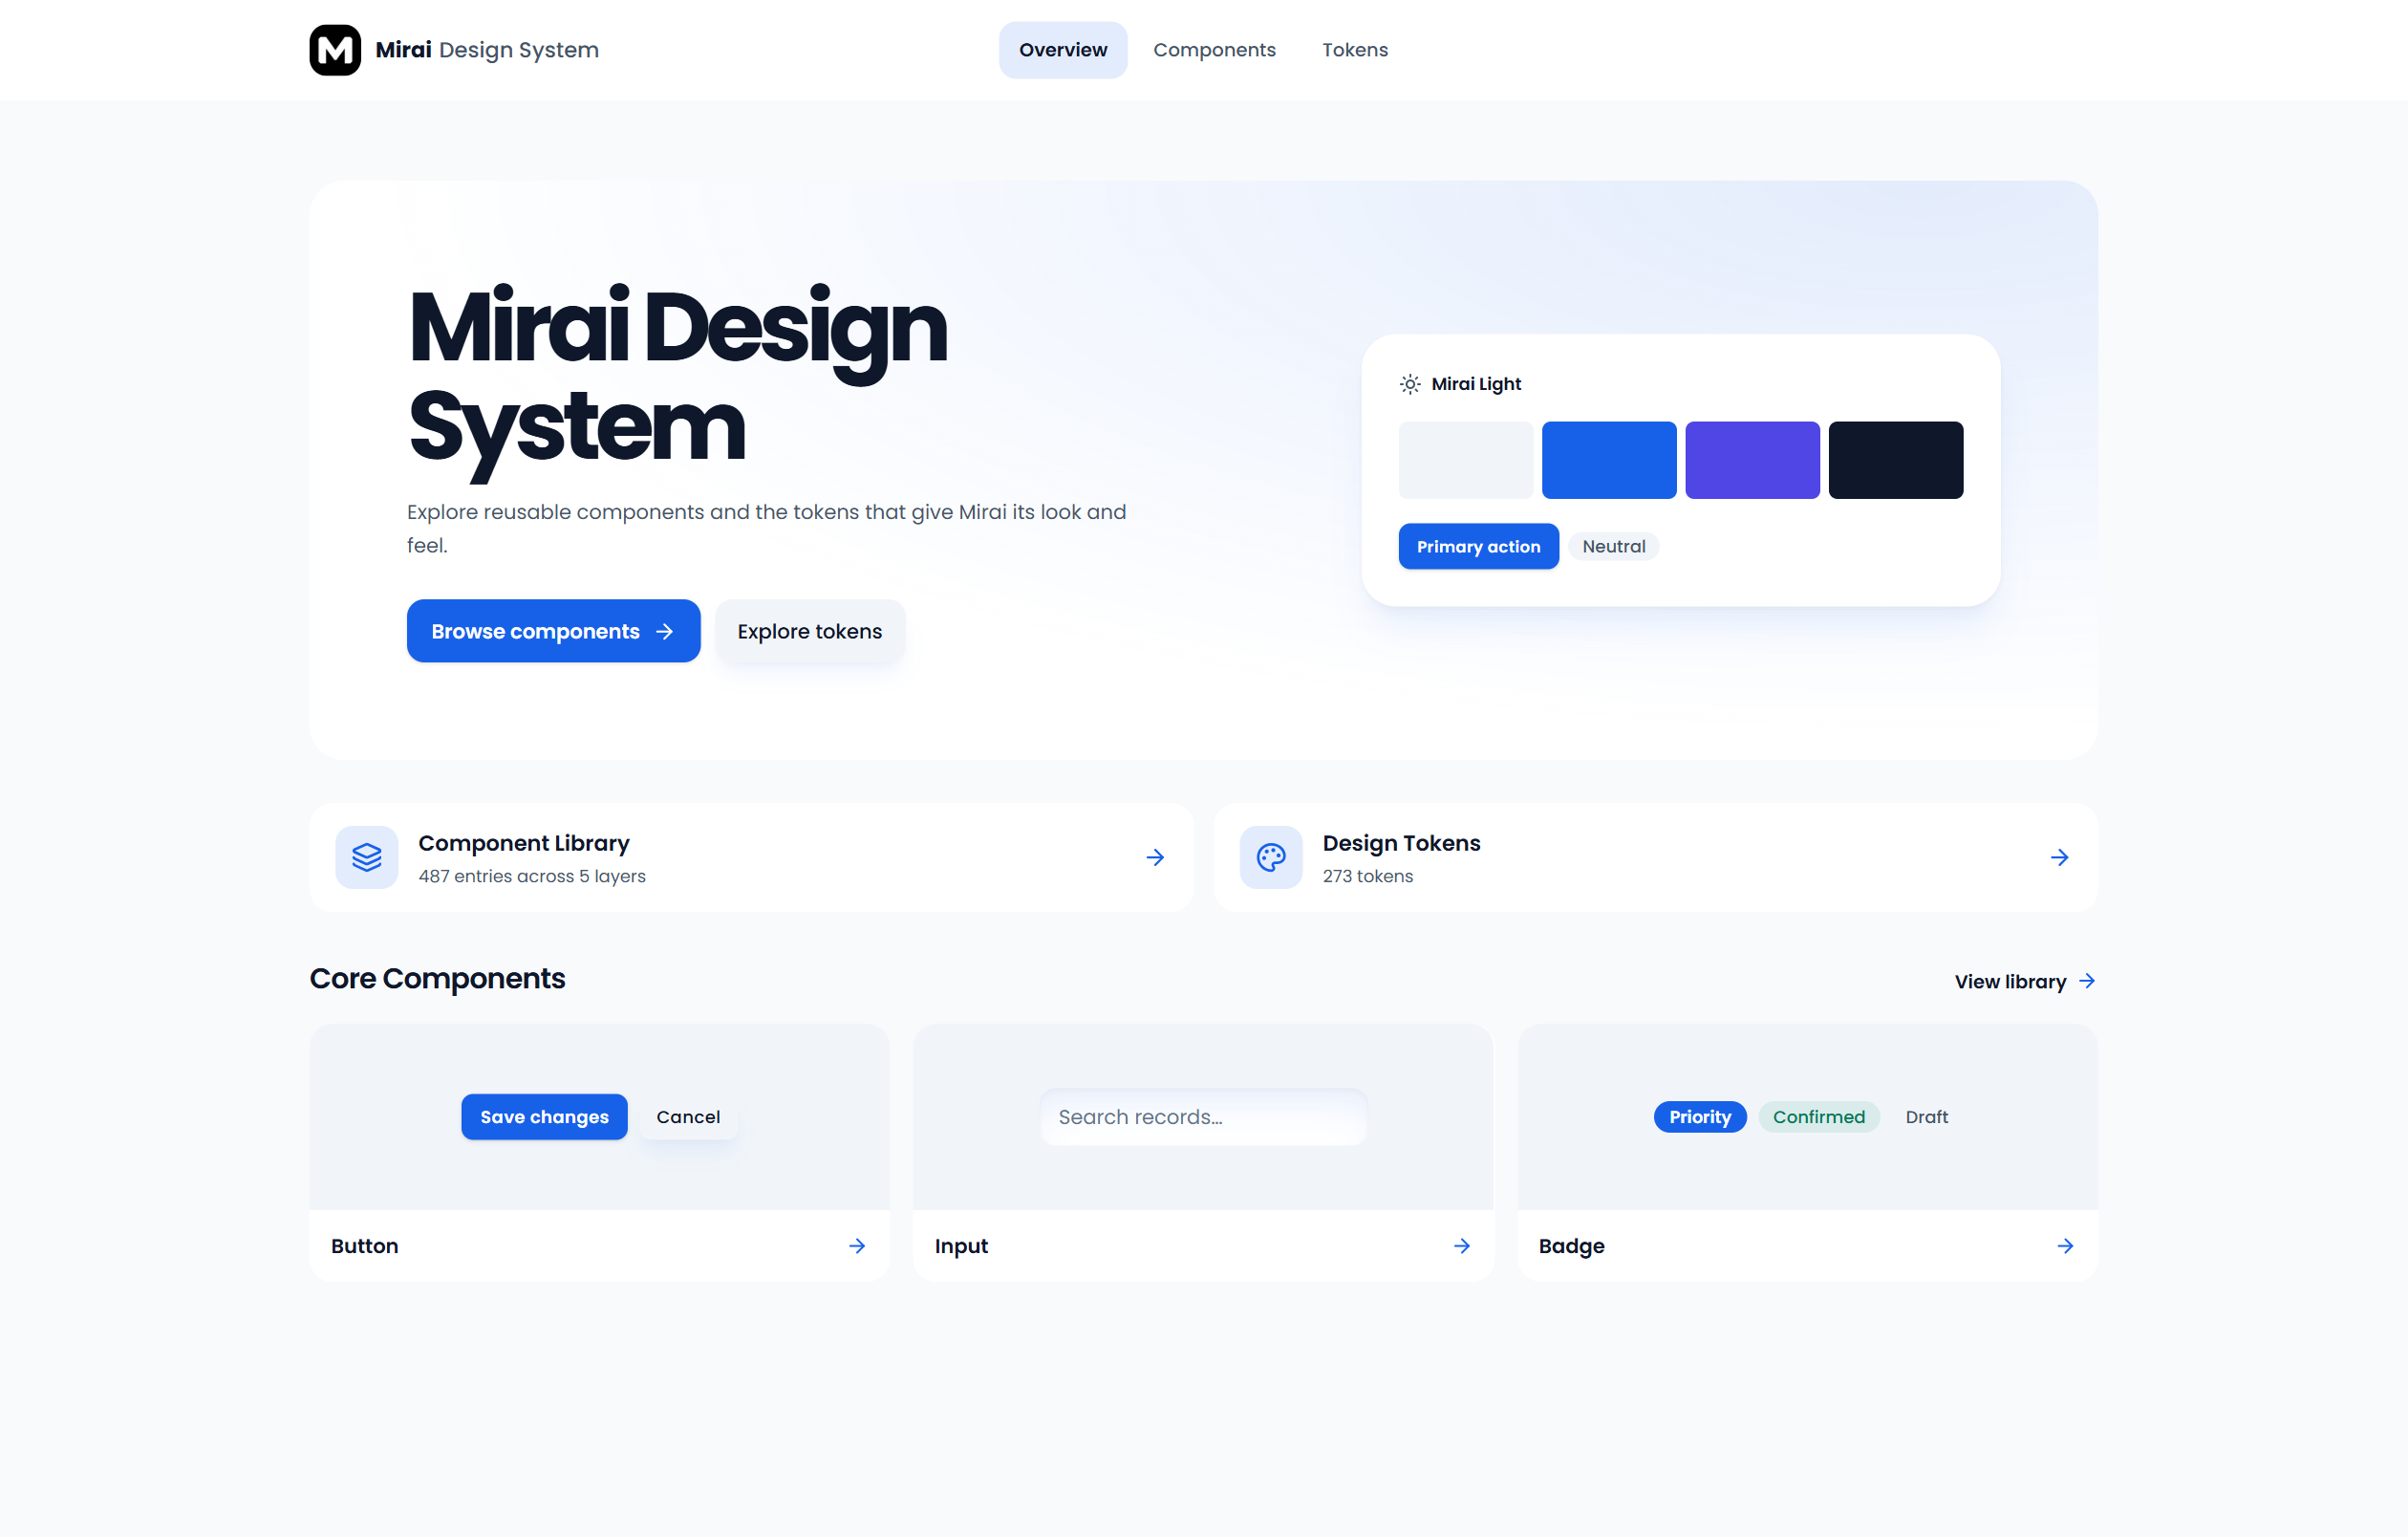 M Mirai Design System
Overview Components Tokens
Mirai Design
System
Explore reusable components and the tokens that give Mirai its look and
feel.
Browse components
Explore tokens
Mirai Light
Primary action
Neutral
Component Library
487 entries across 5 layers
Design Tokens
273 tokens
Core Components
View library
Save changes
Cancel
Button
Search records...
Input
Priority
Confirmed
Draft
Badge